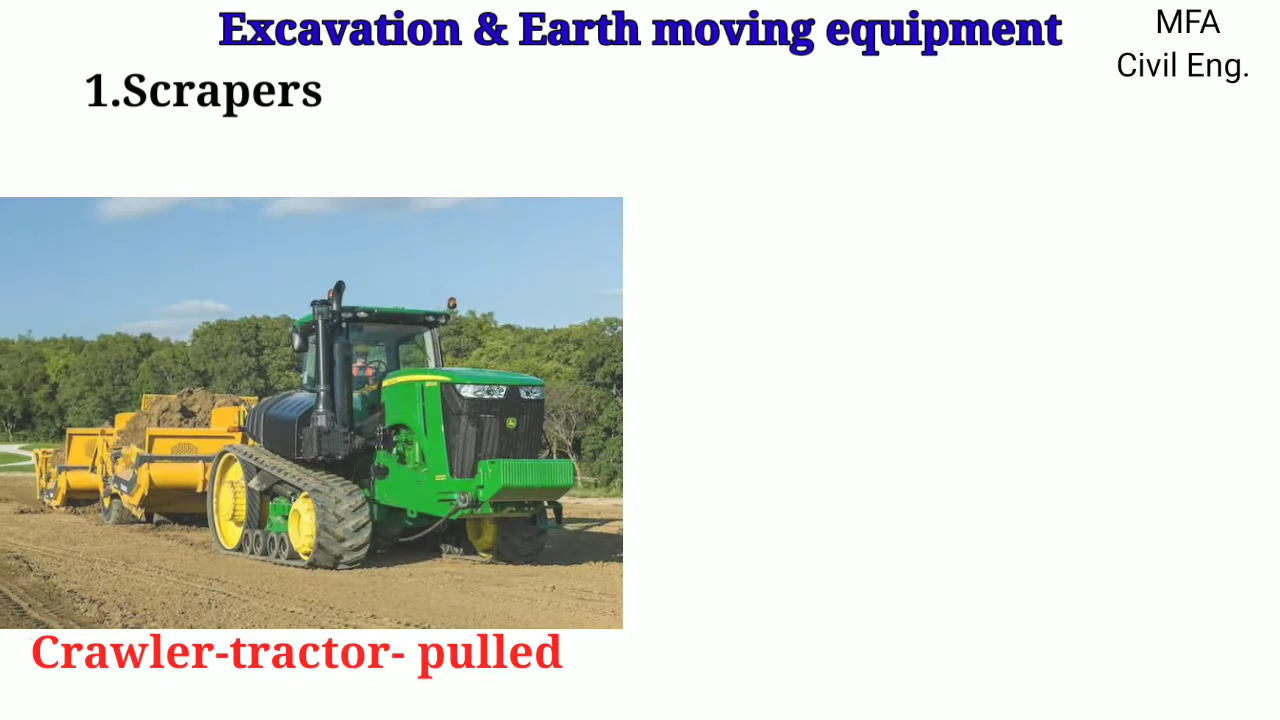 Excavation & Earth moving equipment
MFA
Civil Eng.
1.Scrapers
Crawler-tractor- pulled